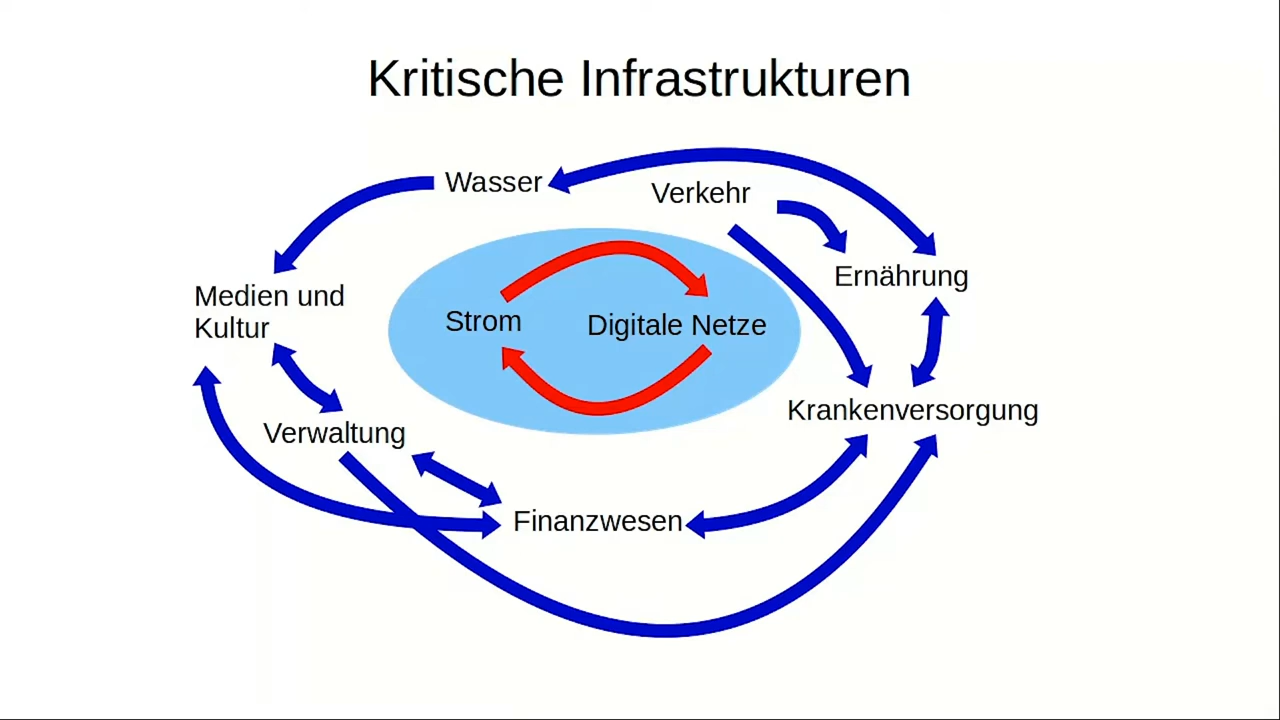 Kritische Infrastrukturen
Wasser
Verkehr
Ernährung
Medien und
Kultur
Strom
Digitale Netze
Krankenversorgung
Verwaltung
Finanzwesen